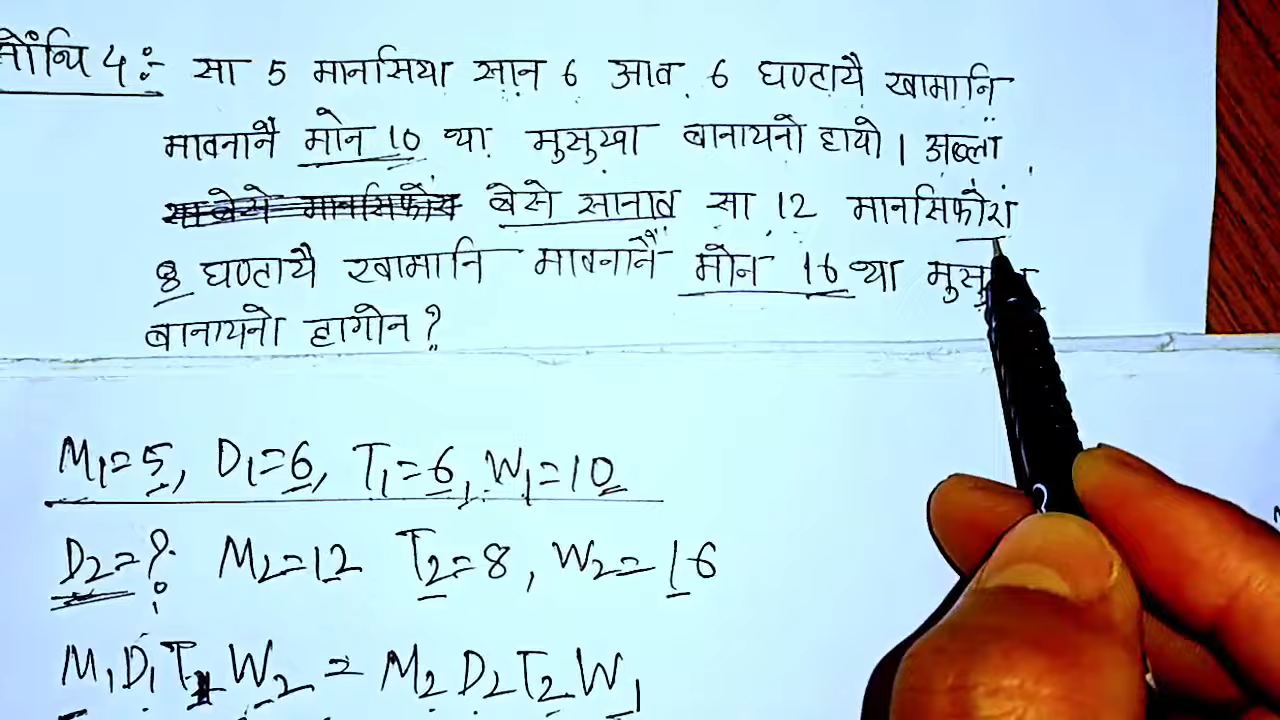 नोंथि 4:-  सा 5 मानसिया सान 6 आव 6 घण्टायै खामानि
मावनानै मोन 10 था मुसुखा बानायनो हायो। अब्ला
बेसे सानाव सा 12 मानसिफोरा
8 घण्टायै खामानि मावनानै मोन 16 था
बानायनो हागोन?
M₁=5, D₁=6, T₁=6, W₁=10
D₂=? M₂=12 T₂=8, W₂=16
M₁D₁T₁W₂ = M₂D₂T₂W₁